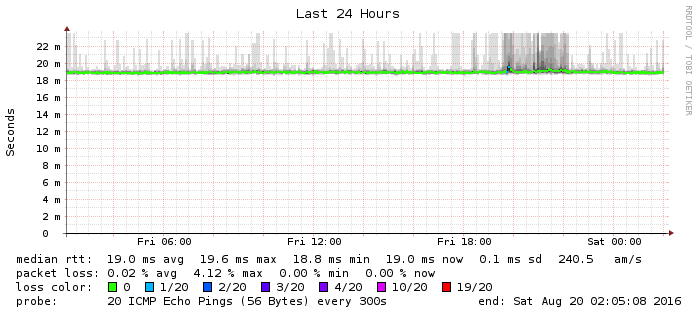 Last 24 Hours
RRDTOOL / TOBI OETIKER
Seconds
22 m
20 m
18 m
16 m
14 m
12 m
10 m
8 m
6 m
4 m
2 m
0
Fri 06:00 Fri 12:00 Fri 18:00 Sat 00:00
median rtt: 19.0 ms avg 19.6 ms max 18.8 ms min 19.0 ms now 0.1 ms sd 240.5 am/s
packet loss: 0.02 % avg 4.12 % max 0.00 % min 0.00 % now
loss color: 0 1/20 2/20 3/20 4/20 10/20 19/20
probe: 20 ICMP Echo Pings (56 Bytes) every 300s end: Sat Aug 20 02:05:08 2016